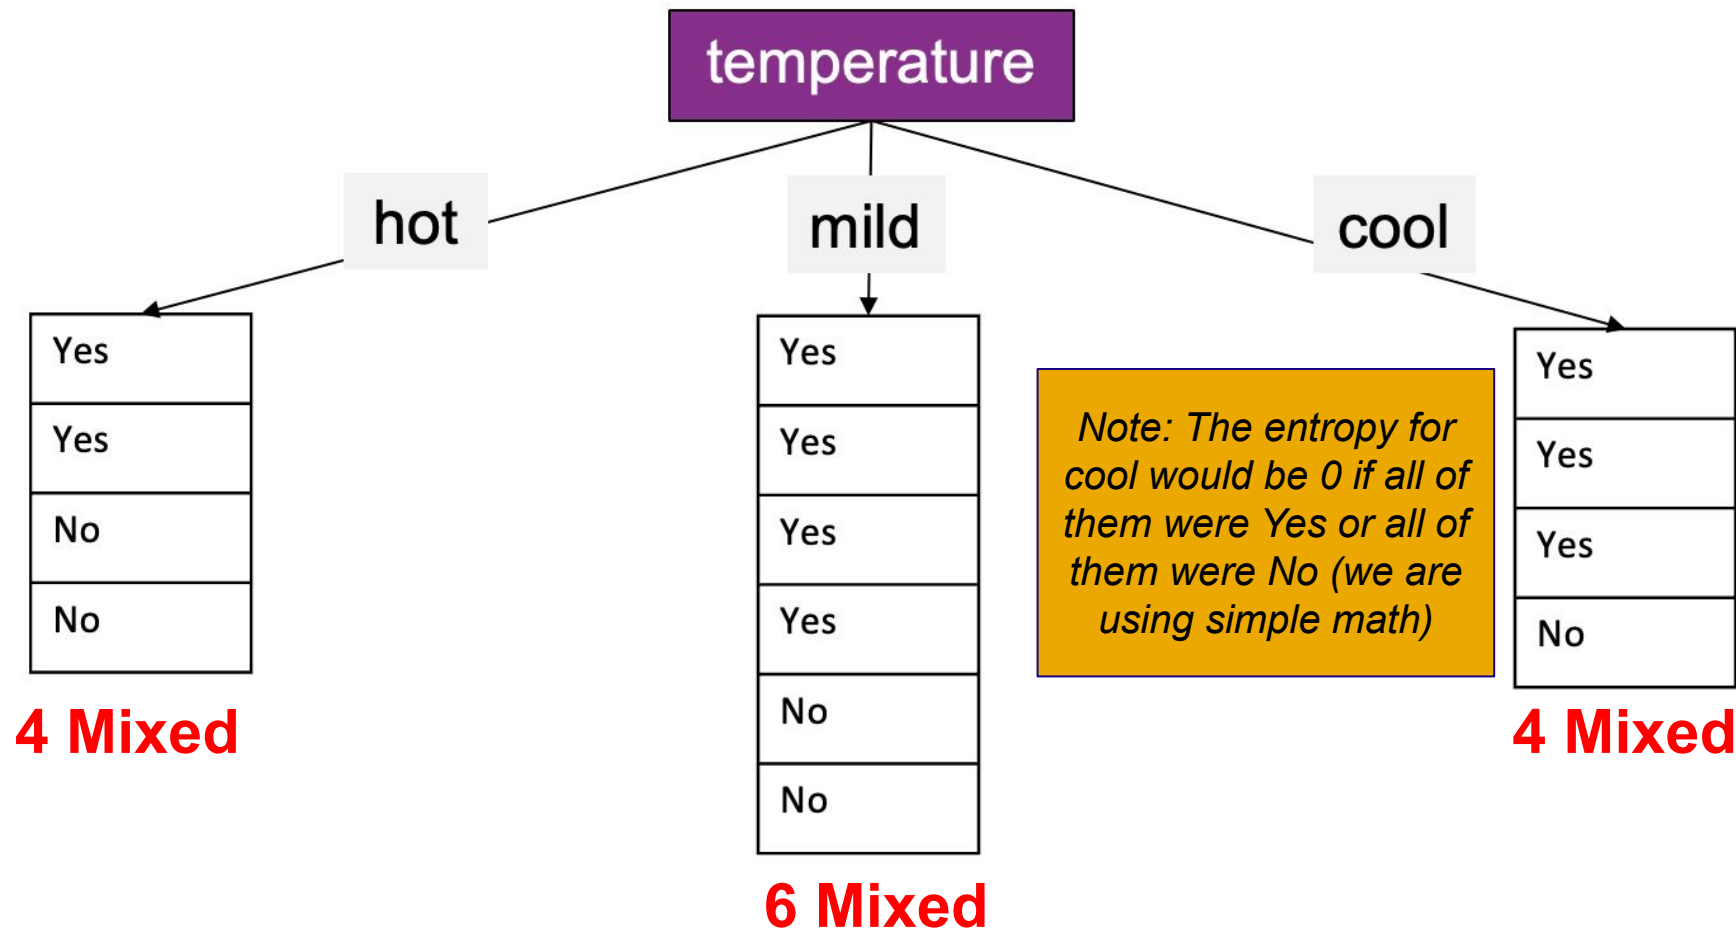 temperature
hot
mild
cool
Yes
Yes
No
No
4 Mixed
Yes
Yes
Yes
Yes
No
No
6 Mixed
Note: The entropy for
cool would be 0 if all of
them were Yes or all of
them were No (we are
using simple math)
Yes
Yes
Yes
No
4 Mixed